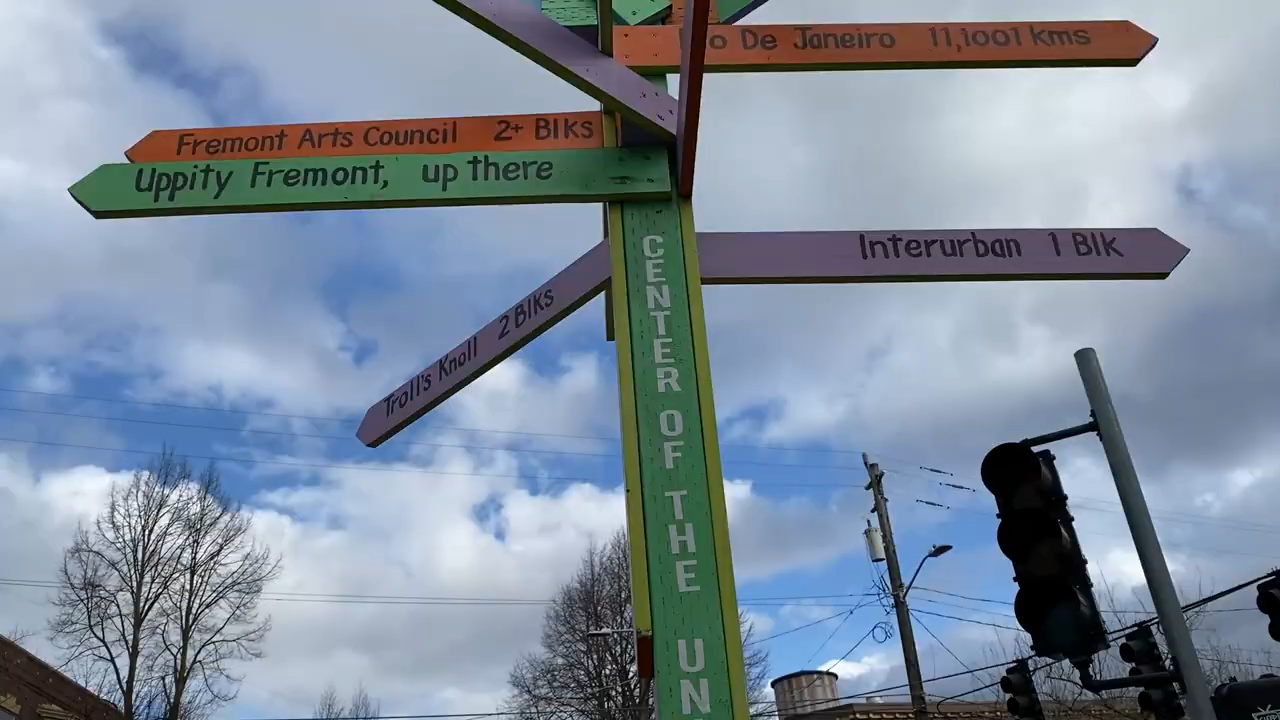 o De Janeiro 11,1001 kms
Fremont Arts Council 2+ Blks
Uppity Fremont, up there
Interurban 1 Blk
Troll's Knoll 2 Blks
CENTER OF THE UN